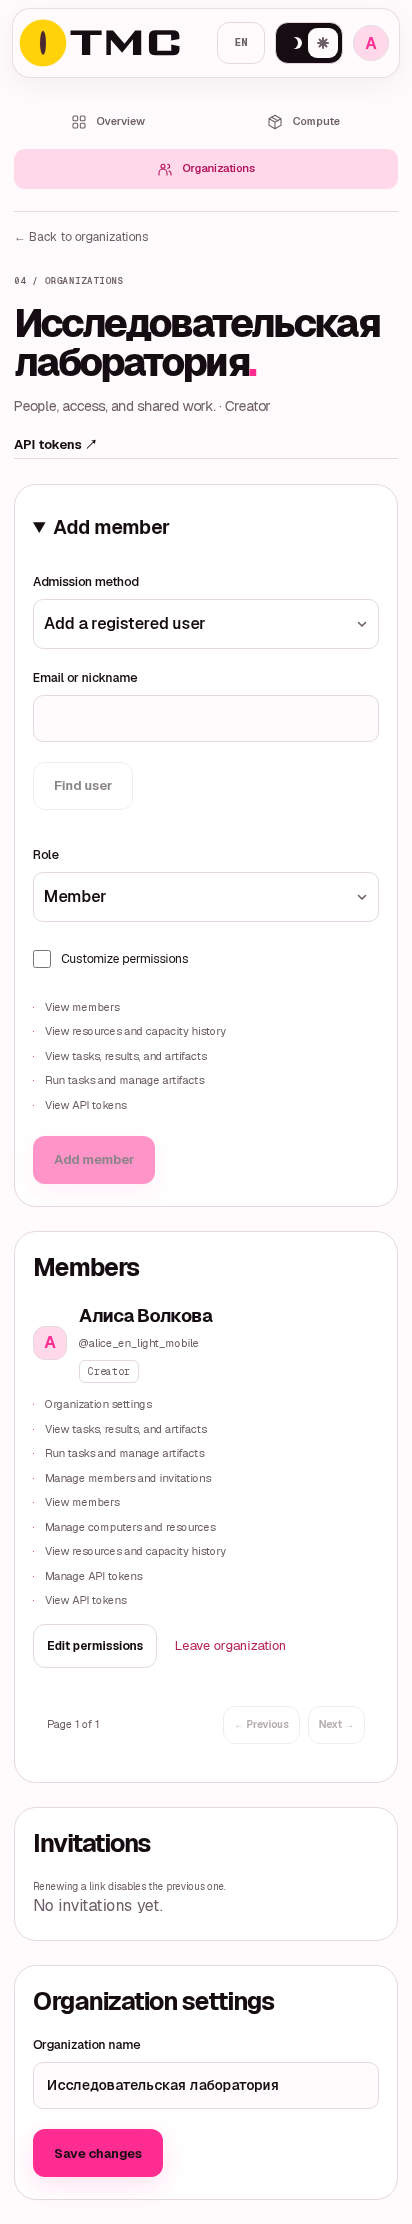 TMC
EN
A
Overview
Compute
Organizations
← Back to organizations
04 / ORGANIZATIONS
Исследовательская
лаборатория.
People, access, and shared work. · Creator
API tokens ↗
▼ Add member
Admission method
Add a registered user
Email or nickname
Find user
Role
Member
Customize permissions
· View members
· View resources and capacity history
· View tasks, results, and artifacts
· Run tasks and manage artifacts
· View API tokens
Add member
Members
A
Алиса Волкова
@alice_en_light_mobile
Creator
· Organization settings
· View tasks, results, and artifacts
· Run tasks and manage artifacts
· Manage members and invitations
· View members
· Manage computers and resources
· View resources and capacity history
· Manage API tokens
· View API tokens
Edit permissions
Leave organization
Page 1 of 1
← Previous
Next →
Invitations
Renewing a link disables the previous one.
No invitations yet.
Organization settings
Organization name
Исследовательская лаборатория
Save changes